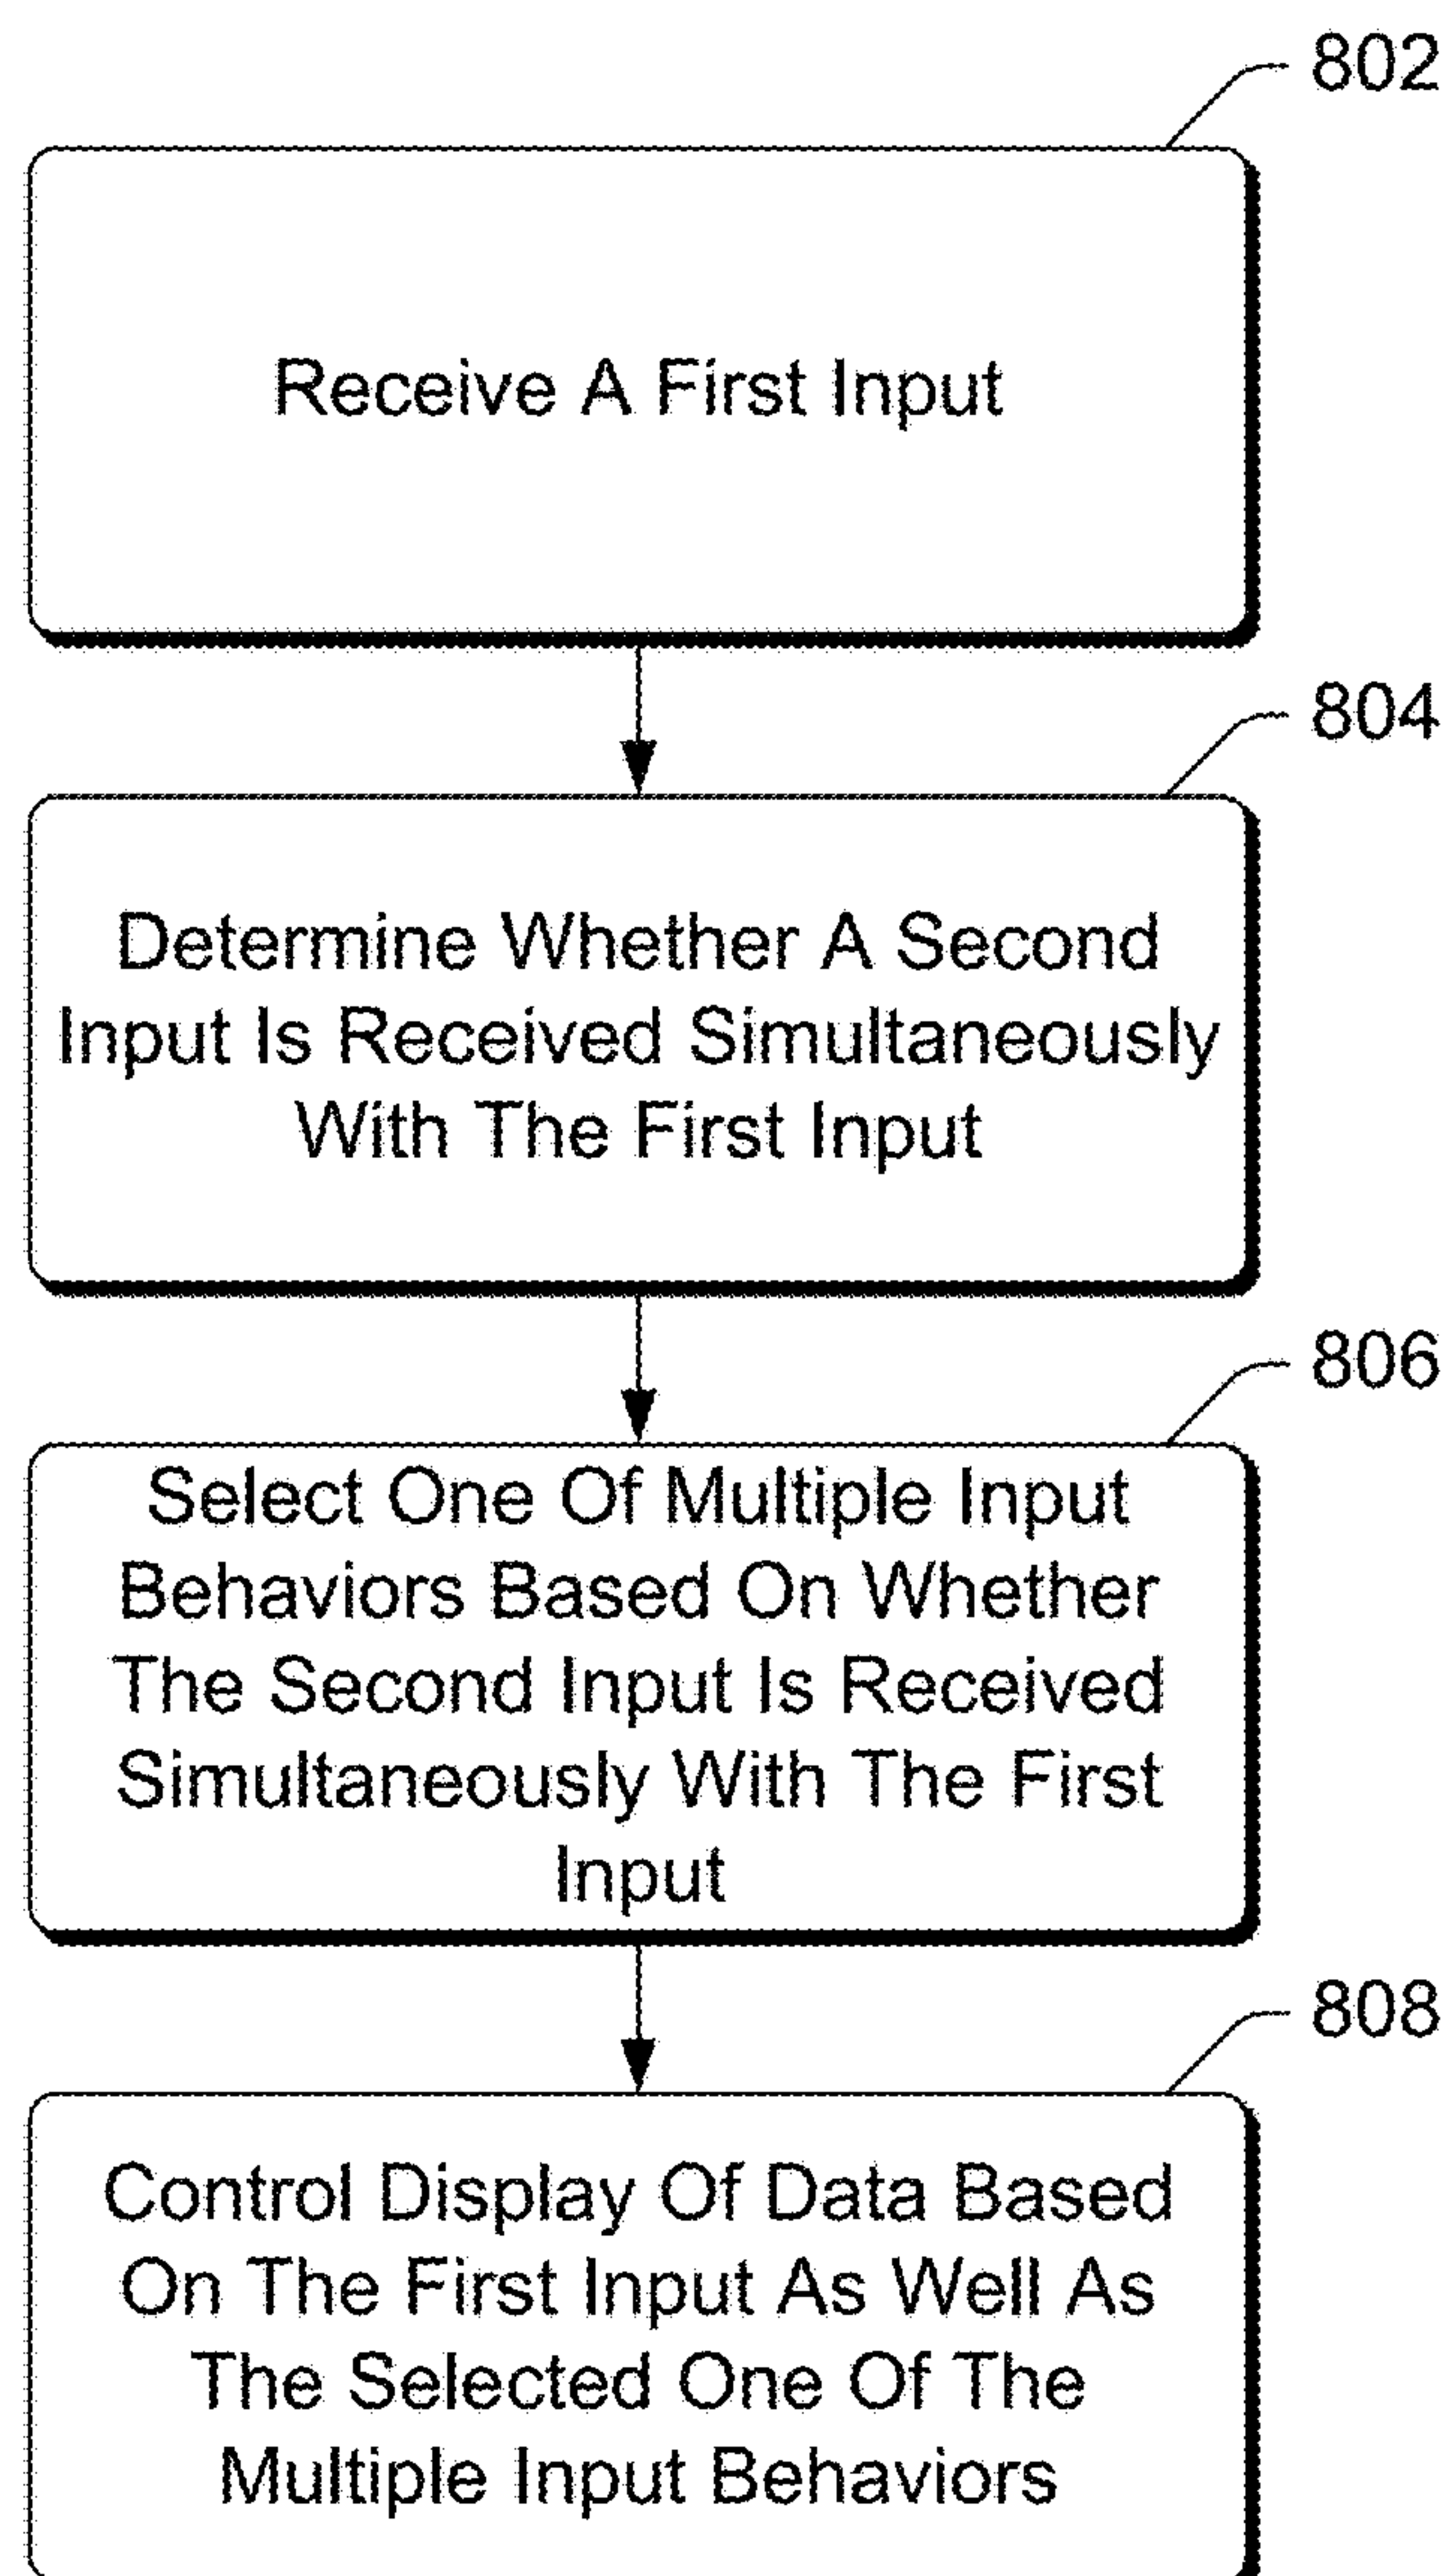 802
Receive A First Input
804
Determine Whether A Second
Input Is Received Simultaneously
With The First Input
806
Select One Of Multiple Input
Behaviors Based On Whether
The Second Input Is Received
Simultaneously With The First
Input
808
Control Display Of Data Based
On The First Input As Well As
The Selected One Of The
Multiple Input Behaviors